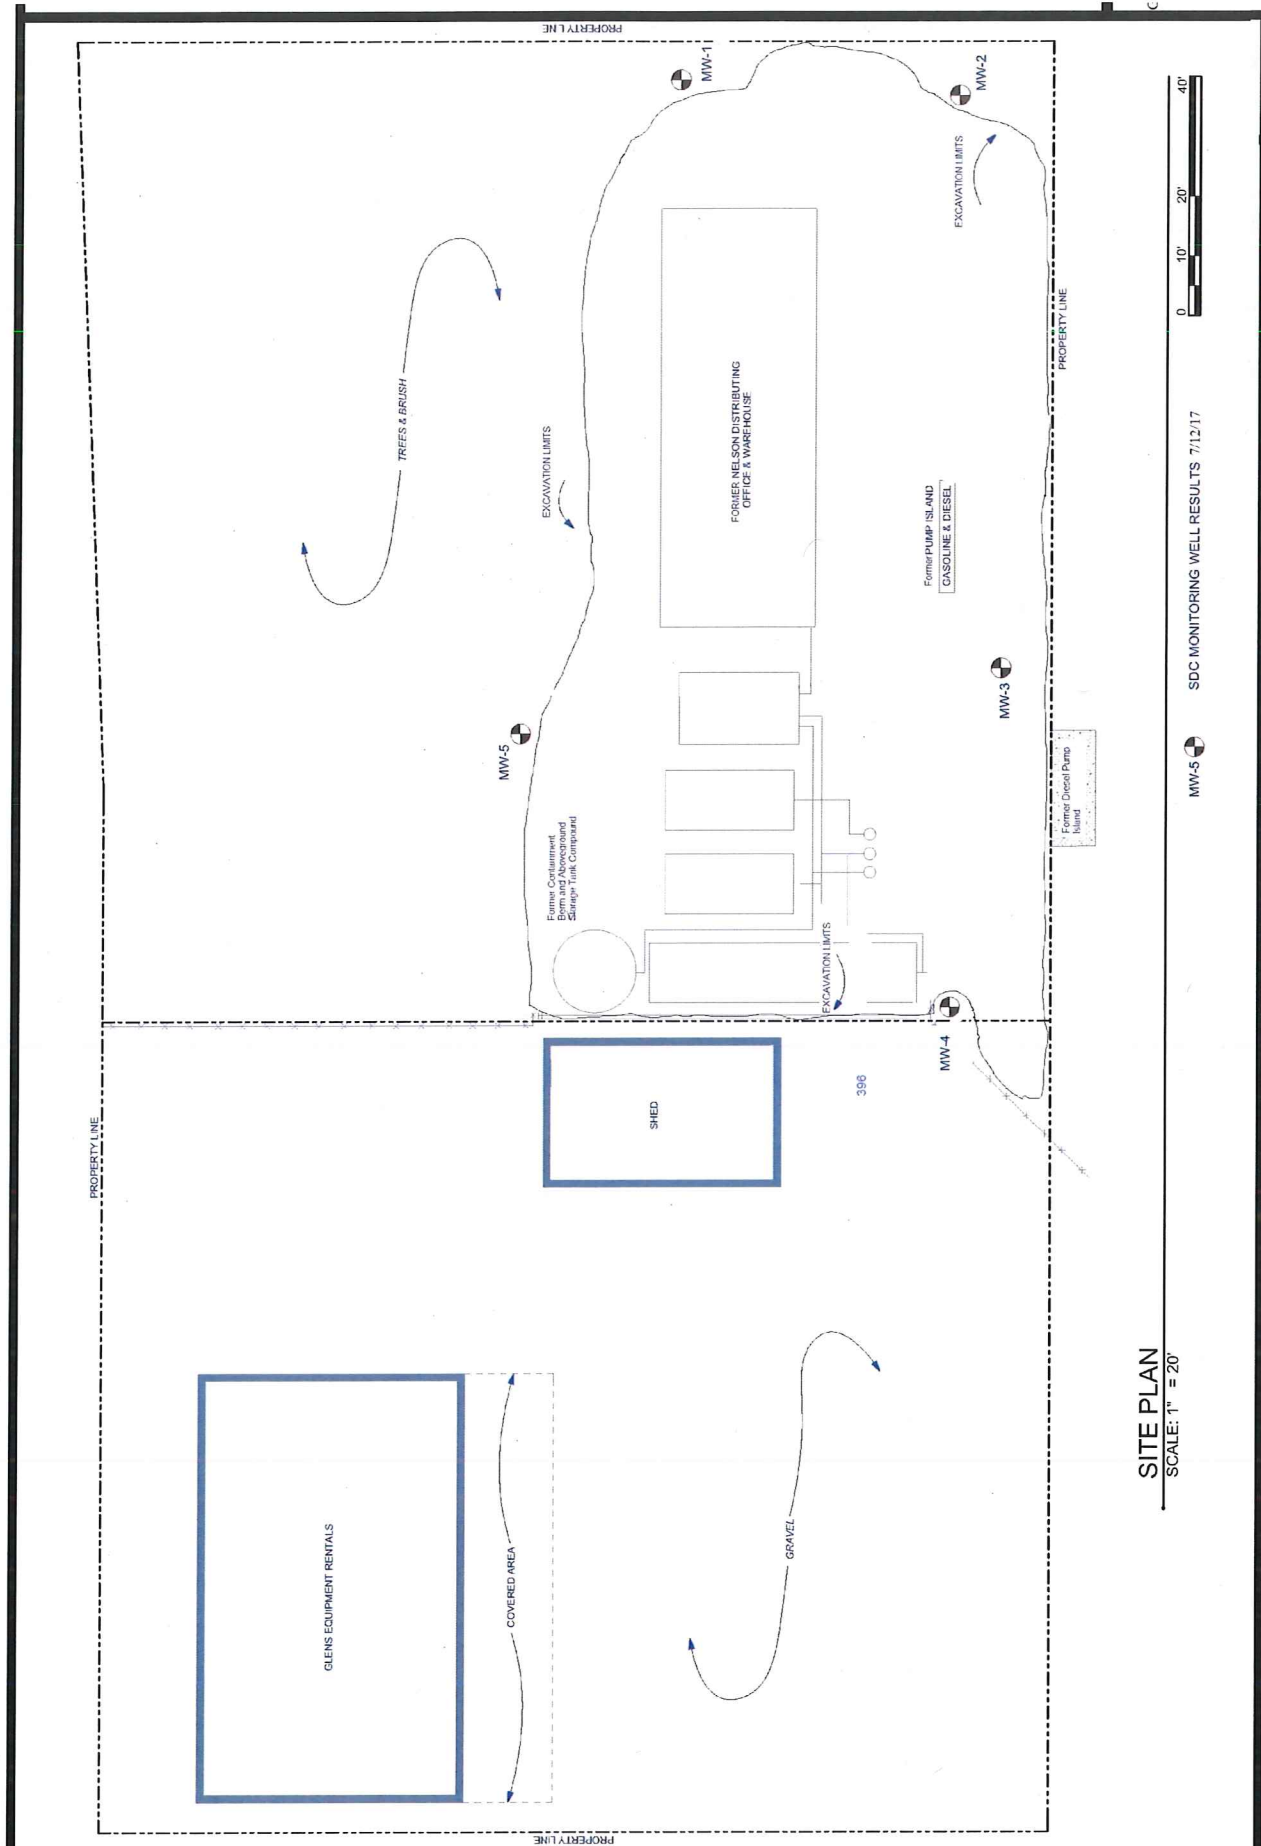 PROPERTY LINE
PROPERTY LINE
GLENS EQUIPMENT RENTALS
COVERED AREA
GRAVEL
SHED
396
TREES & BRUSH
EXCAVATION LIMITS
MW-5
Former Containment
Berm and Aboveground
Storage Tank Compound
MW-1
PROPERTY LINE
FORMER NELSON DISTRIBUTING
OFFICE & WAREHOUSE
EXCAVATION LIMITS
MW-4
Former PUMP ISLAND
GASOLINE & DIESEL
MW-3
MW-2
EXCAVATION LIMITS
Former Diesel Pump
Island
PROPERTY LINE
SITE PLAN
SCALE: 1" = 20'
MW-5 SDC MONITORING WELL RESULTS 7/12/17
0 10' 20' 40'